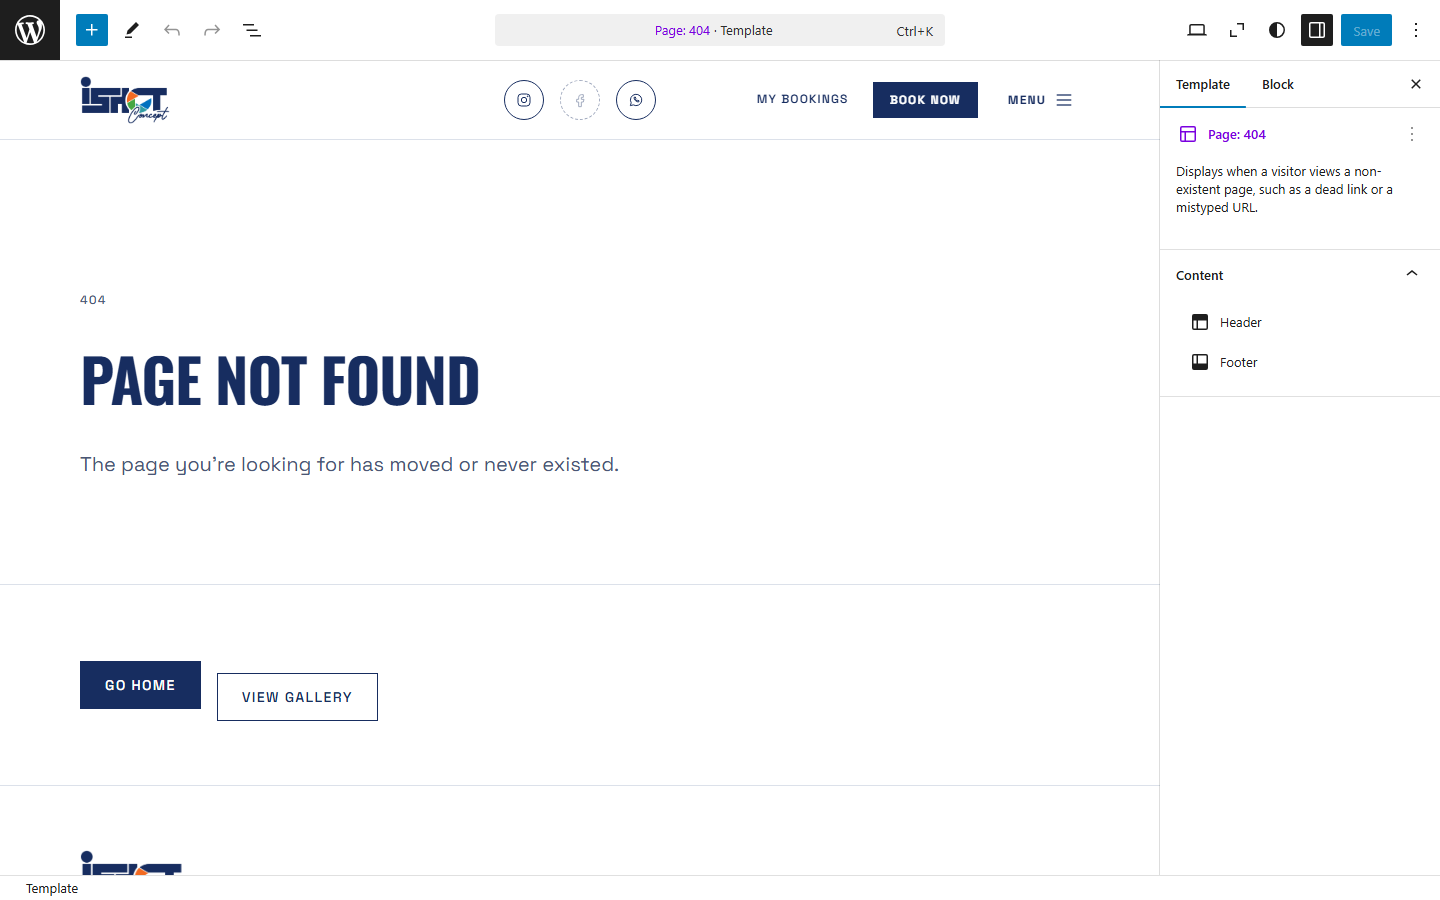 Page: 404 · Template
Ctrl+K
Save
iSHOT
Concept
MY BOOKINGS
BOOK NOW
MENU
404
PAGE NOT FOUND
The page you're looking for has moved or never existed.
GO HOME
VIEW GALLERY
Template
Block
Page: 404
Displays when a visitor views a non-
existent page, such as a dead link or a
mistyped URL.
Content
Header
Footer
Template